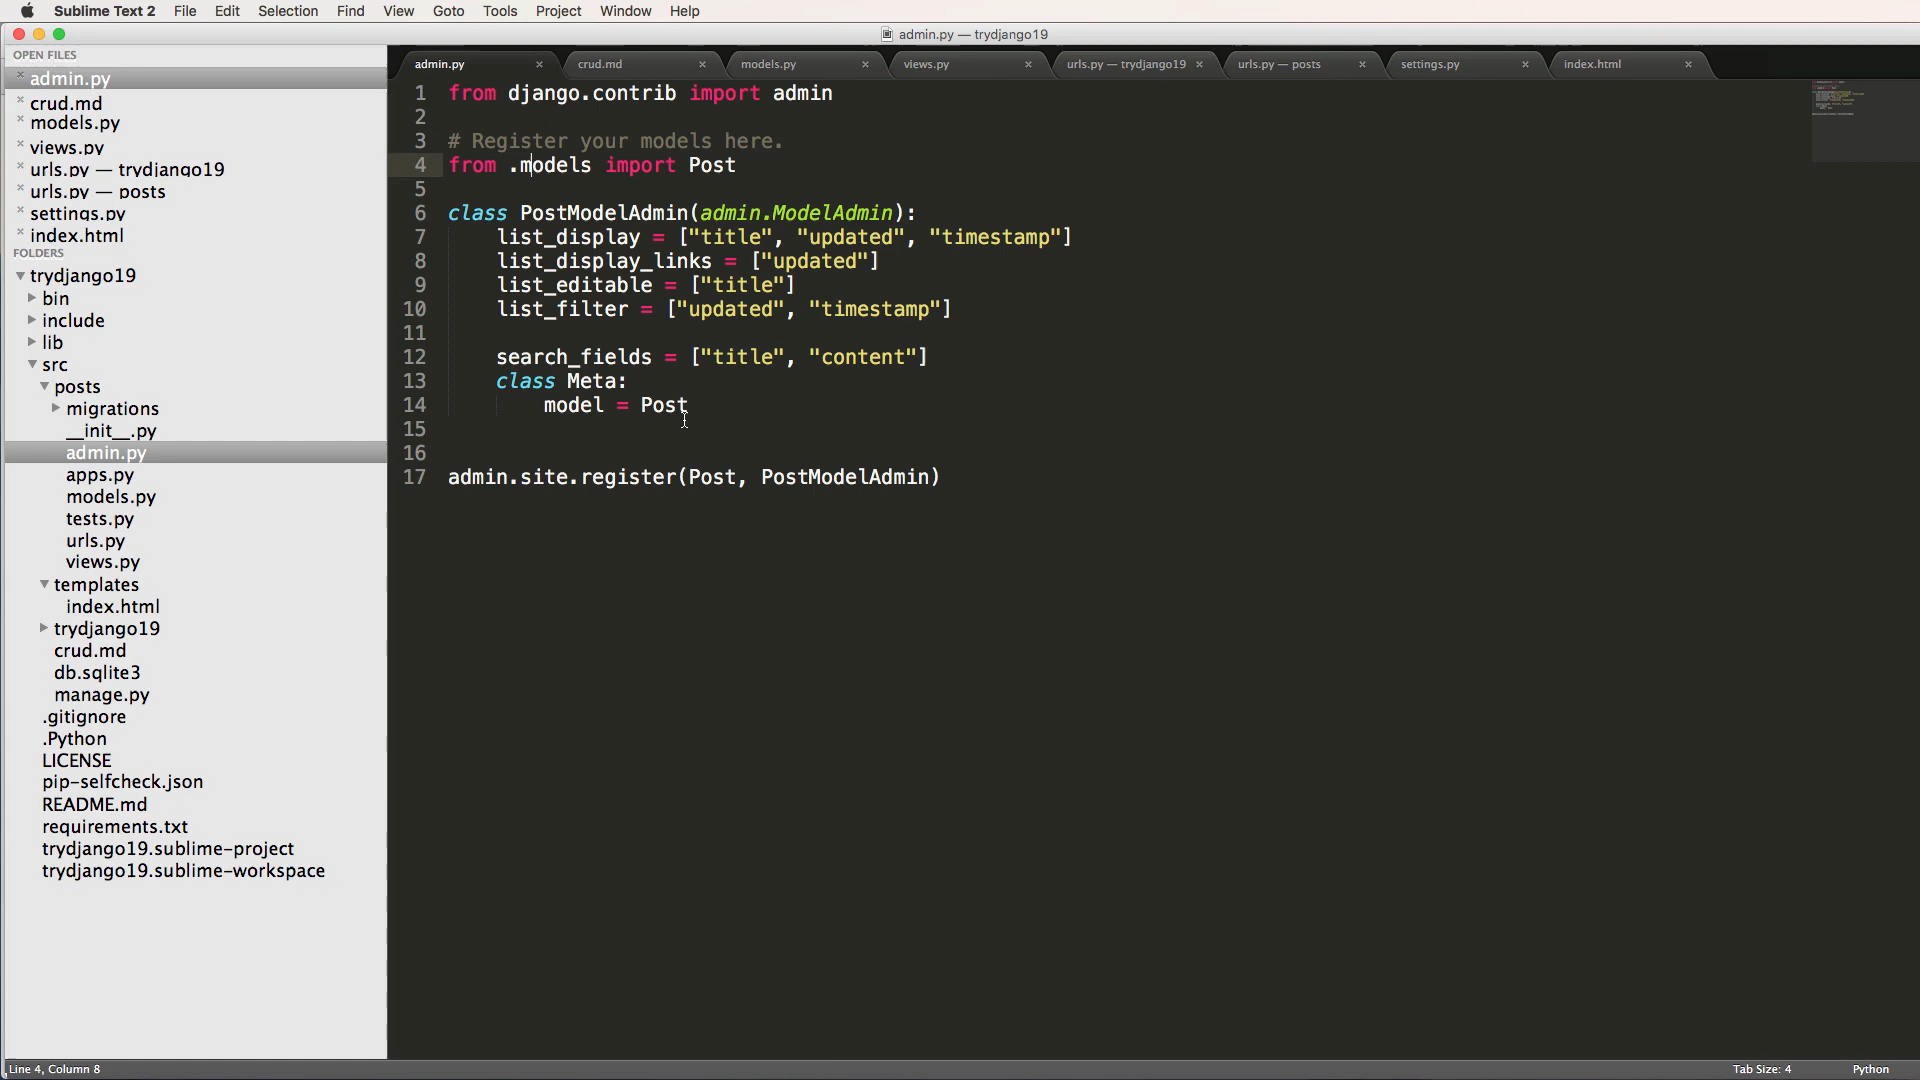 Sublime Text 2 File Edit Selection Find View Goto Tools Project Window Help
admin.py — trydjango19
OPEN FILES
admin.py
crud.md
models.py
views.py
urls.py — trydjango19
urls.py — posts
settings.py
index.html
FOLDERS
trydjango19
bin
include
lib
src
posts
migrations
__init__.py
admin.py
apps.py
models.py
tests.py
urls.py
views.py
templates
index.html
trydjango19
crud.md
db.sqlite3
manage.py
.gitignore
.Python
LICENSE
pip-selfcheck.json
README.md
requirements.txt
trydjango19.sublime-project
trydjango19.sublime-workspace
admin.py crud.md models.py views.py urls.py — trydjango19 urls.py — posts settings.py index.html
1 from django.contrib import admin
2
3 # Register your models here.
4 from .models import Post
5
6 class PostModelAdmin(admin.ModelAdmin):
7     list_display = ["title", "updated", "timestamp"]
8     list_display_links = ["updated"]
9     list_editable = ["title"]
10     list_filter = ["updated", "timestamp"]
11
12     search_fields = ["title", "content"]
13     class Meta:
14         model = Post
15
16
17 admin.site.register(Post, PostModelAdmin)
Line 4, Column 8 Tab Size: 4 Python